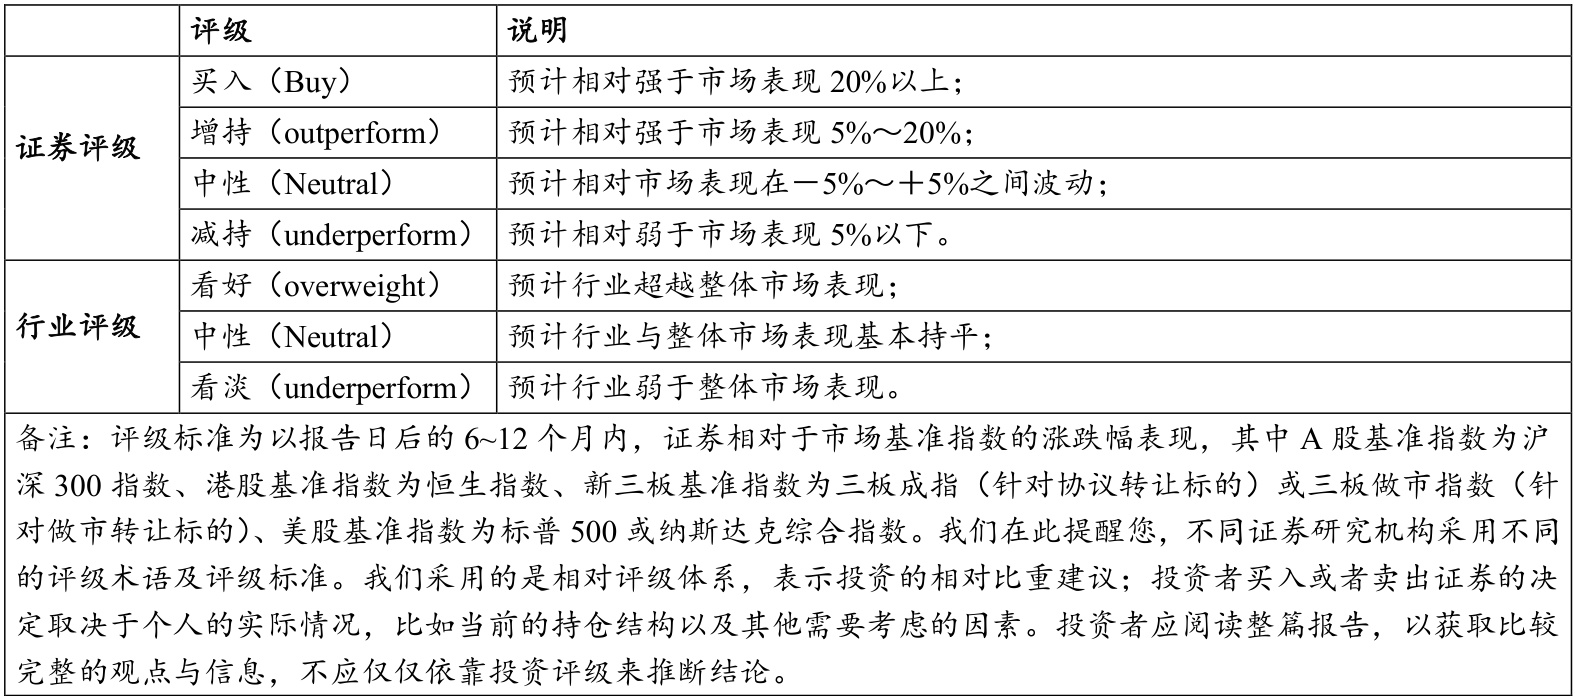 评级 说明
证券评级
买入（Buy） 预计相对强于市场表现 20%以上；
增持（outperform） 预计相对强于市场表现 5%～20%；
中性（Neutral） 预计相对市场表现在－5%～＋5%之间波动；
减持（underperform） 预计相对弱于市场表现 5%以下。
行业评级
看好（overweight） 预计行业超越整体市场表现；
中性（Neutral） 预计行业与整体市场表现基本持平；
看淡（underperform） 预计行业弱于整体市场表现。
备注：评级标准为以报告日后的 6~12 个月内，证券相对于市场基准指数的涨跌幅表现，其中 A 股基准指数为沪
深 300 指数、港股基准指数为恒生指数、新三板基准指数为三板成指（针对协议转让标的）或三板做市指数（针
对做市转让标的）、美股基准指数为标普 500 或纳斯达克综合指数。我们在此提醒您，不同证券研究机构采用不同
的评级术语及评级标准。我们采用的是相对评级体系，表示投资的相对比重建议；投资者买入或者卖出证券的决
定取决于个人的实际情况，比如当前的持仓结构以及其他需要考虑的因素。投资者应阅读整篇报告，以获取比较
完整的观点与信息，不应仅仅依靠投资评级来推断结论。